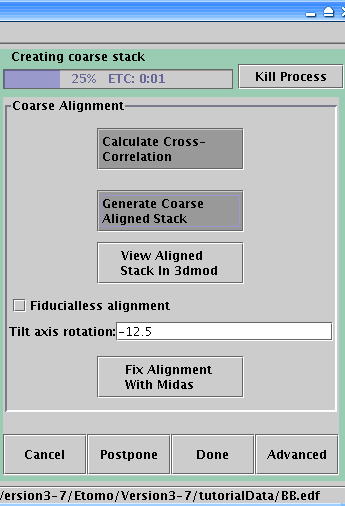 Creating coarse stack
25% ETC: 0:01
Kill Process
Coarse Alignment
Calculate Cross-
Correlation
Generate Coarse
Aligned Stack
View Aligned
Stack In 3dmod
Fiducialless alignment
Tilt axis rotation: -12.5
Fix Alignment
With Midas
Cancel Postpone Done Advanced
/ersion3-7/Etomo/Version3-7/tutorialData/BB.edf